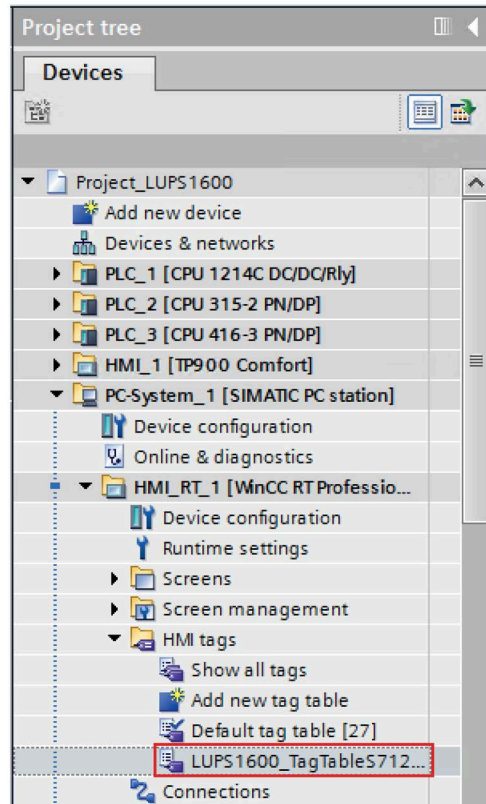 Project tree
Devices
Project_LUPS1600
Add new device
Devices & networks
PLC_1 [CPU 1214C DC/DC/Rly]
PLC_2 [CPU 315-2 PN/DP]
PLC_3 [CPU 416-3 PN/DP]
HMI_1 [TP900 Comfort]
PC-System_1 [SIMATIC PC station]
Device configuration
Online & diagnostics
HMI_RT_1 [WinCC RT Professio...
Device configuration
Runtime settings
Screens
Screen management
HMI tags
Show all tags
Add new tag table
Default tag table [27]
LUPS1600_TagTableS712...
Connections